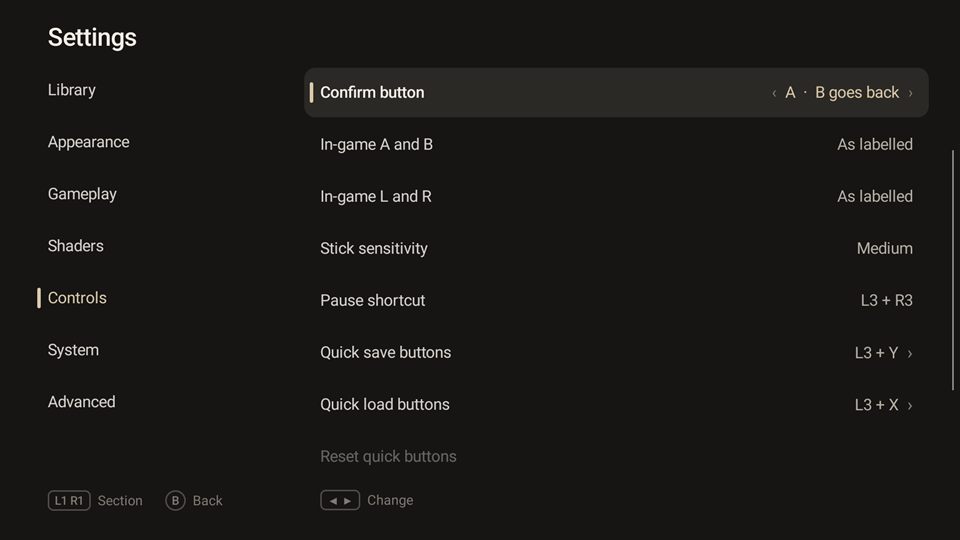 Settings
Library
Appearance
Gameplay
Shaders
Controls
System
Advanced
Confirm button ‹ A · B goes back ›
In-game A and B As labelled
In-game L and R As labelled
Stick sensitivity Medium
Pause shortcut L3 + R3
Quick save buttons L3 + Y ›
Quick load buttons L3 + X ›
Reset quick buttons
L1 R1 Section B Back ◄ ► Change